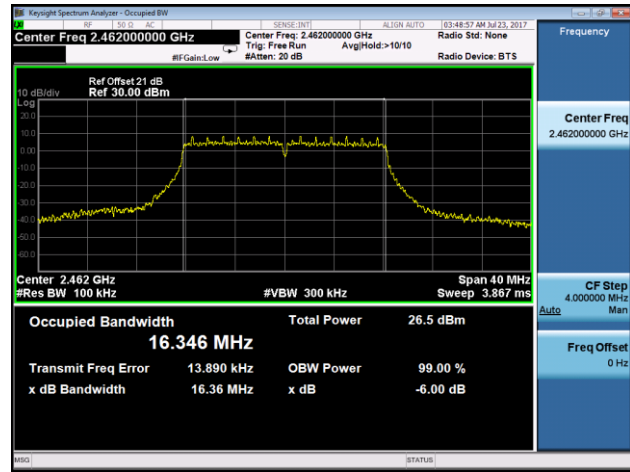 Keysight Spectrum Analyzer - Occupied BW
RF 50 Ω AC SENSE:INT ALIGN AUTO 03:48:57 AM Jul 23, 2017
Center Freq 2.462000000 GHz Center Freq: 2.462000000 GHz Radio Std: None
Trig: Free Run Avg|Hold:>10/10
#IFGain:Low #Atten: 20 dB Radio Device: BTS
Ref Offset 21 dB
10 dB/div Ref 30.00 dBm
Log
20.0
10.0
0.00
-10.0
-20.0
-30.0
-40.0
-50.0
-60.0
Center 2.462 GHz Span 40 MHz
#Res BW 100 kHz #VBW 300 kHz Sweep 3.867 ms
Occupied Bandwidth Total Power 26.5 dBm
16.346 MHz
Transmit Freq Error 13.890 kHz OBW Power 99.00 %
x dB Bandwidth 16.36 MHz x dB -6.00 dB
MSG STATUS
Frequency
Center Freq
2.462000000 GHz
CF Step
4.000000 MHz
Auto Man
Freq Offset
0 Hz